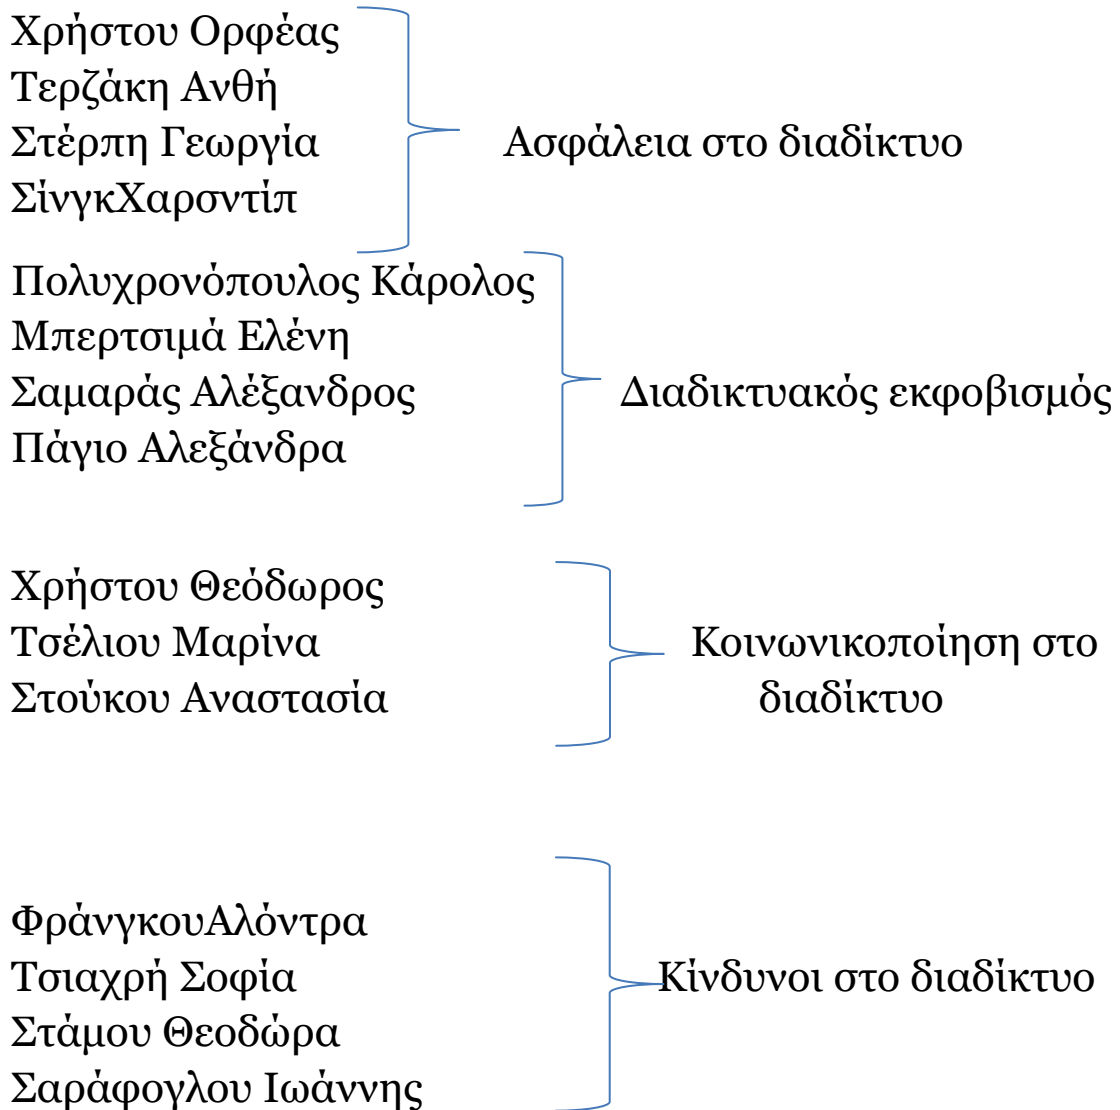 Χρήστου Ορφέας
Τερζάκη Ανθή
Στέρπη Γεωργία
ΣίνγκΧαρσντίπ
Ασφάλεια στο διαδίκτυο
Πολυχρονόπουλος Κάρολος
Μπερτσιμά Ελένη
Σαμαράς Αλέξανδρος
Πάγιο Αλεξάνδρα
Διαδικτυακός εκφοβισμός
Χρήστου Θεόδωρος
Τσέλιου Μαρίνα
Στούκου Αναστασία
Κοινωνικοποίηση στο
διαδίκτυο
ΦράνγκουΑλόντρα
Τσιαχρή Σοφία
Στάμου Θεοδώρα
Σαράφογλου Ιωάννης
Κίνδυνοι στο διαδίκτυο